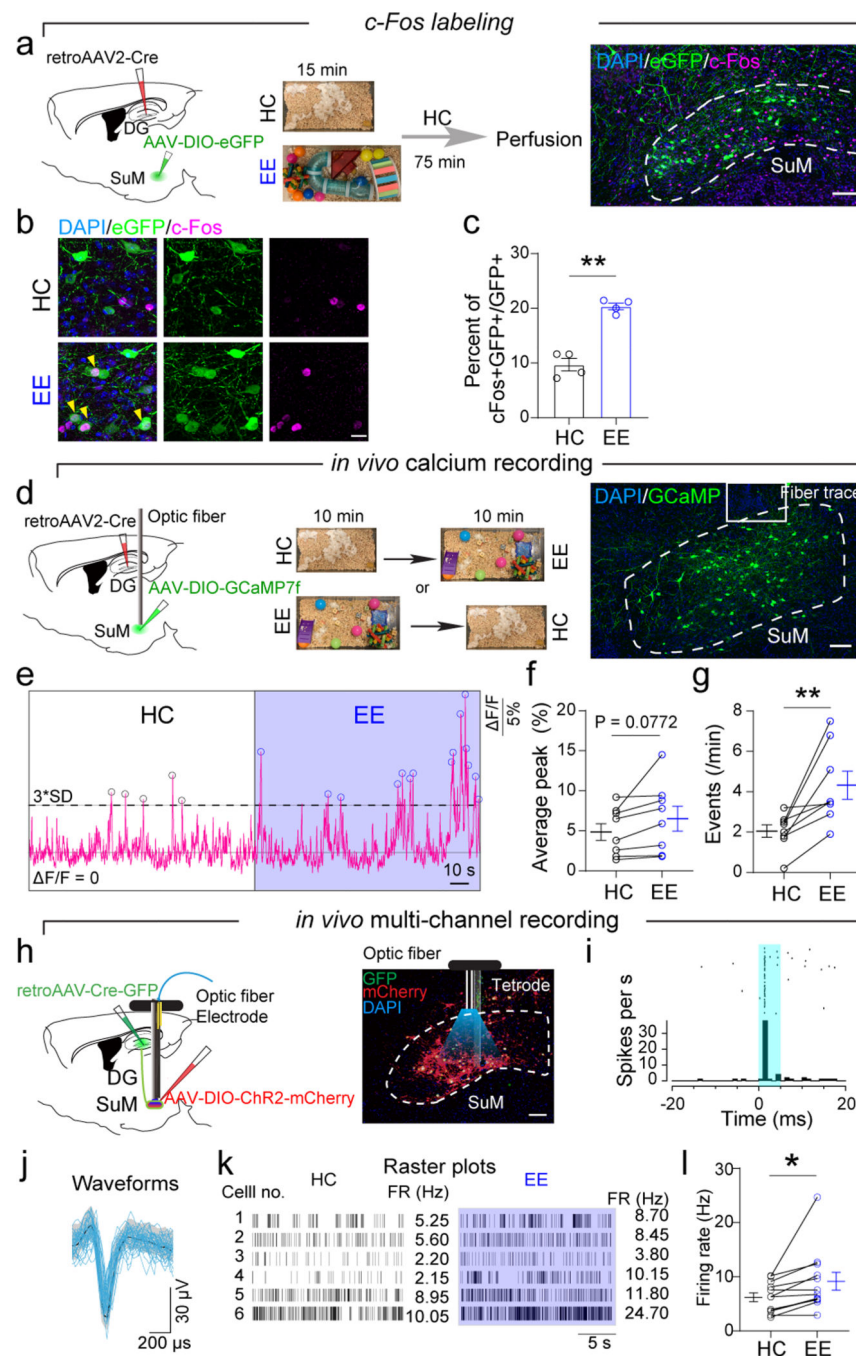 c-Fos labeling
a
retroAAV2-Cre
DG
AAV-DIO-eGFP
SuM
15 min
HC
EE
HC
75 min
Perfusion
DAPI/eGFP/c-Fos
SuM
b
DAPI/eGFP/c-Fos
HC
EE
c
Percent of
cFos+GFP+/GFP+
30
20
10
0
**
HC
EE
in vivo calcium recording
d
retroAAV2-Cre
Optic fiber
DG
AAV-DIO-GCaMP7f
SuM
10 min
10 min
HC
EE
or
EE
HC
DAPI/GCaMP
Fiber trace
SuM
e
HC
EE
3*SD
ΔF/F = 0
10 s
ΔF/F
5%
f
Average peak (%)
20
15
10
5
0
P = 0.0772
HC
EE
g
Events (/min)
8
6
4
2
0
**
HC
EE
in vivo multi-channel recording
h
retroAAV-Cre-GFP
Optic fiber
Electrode
DG
SuM
AAV-DIO-ChR2-mCherry
Optic fiber
GFP
mCherry
DAPI
Tetrode
SuM
i
Spikes per s
30
20
10
0
-20
-10
0
10
20
Time (ms)
j
Waveforms
30 µV
200 µs
k
Raster plots
Celll no.
HC
FR (Hz)
EE
FR (Hz)
1 5.25 8.70
2 5.60 8.45
3 2.20 3.80
4 2.15 10.15
5 8.95 11.80
6 10.05 24.70
5 s
l
Firing rate (Hz)
30
20
10
0
*
HC
EE